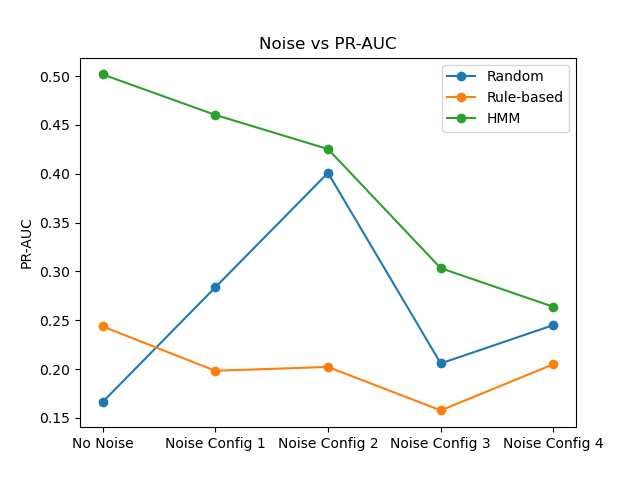 Noise vs PR-AUC
Random
Rule-based
HMM
PR-AUC
0.50
0.45
0.40
0.35
0.30
0.25
0.20
0.15
No Noise
Noise Config 1
Noise Config 2
Noise Config 3
Noise Config 4